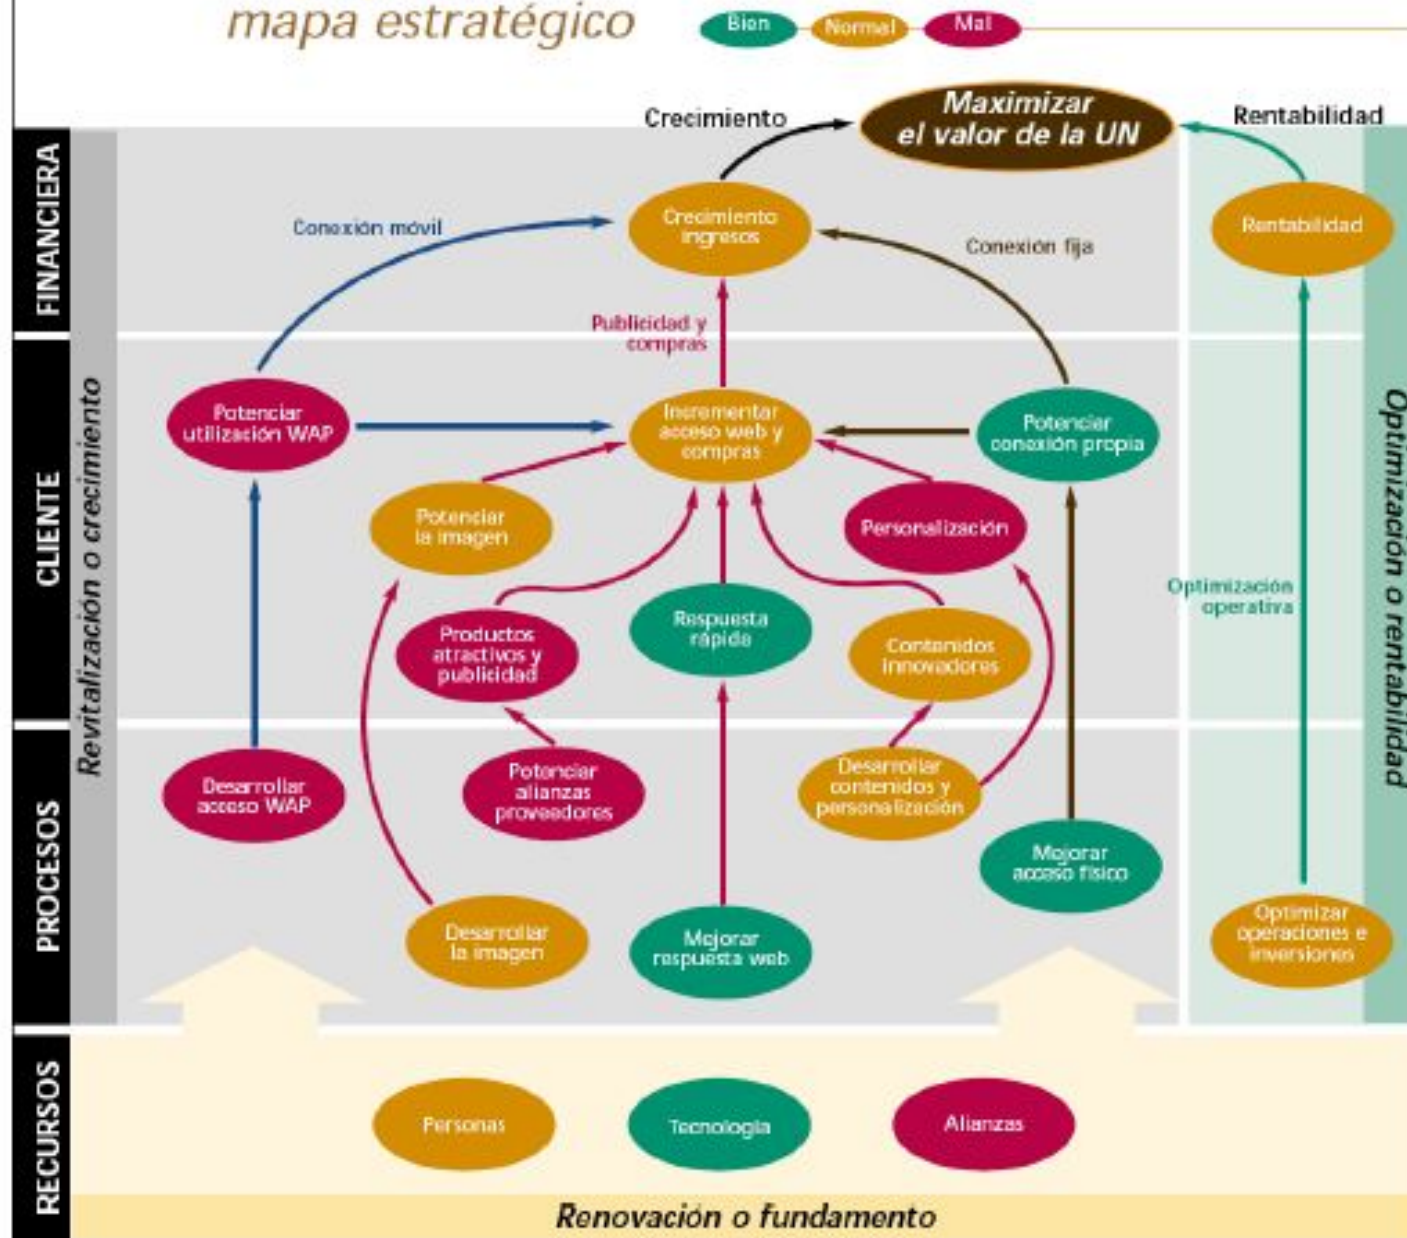 mapa estratégico
Bien
Normal
Mal
Crecimiento
Maximizar
el valor de la UN
Rentabilidad
FINANCIERA
Conexión móvil
Crecimiento
ingresos
Conexión fija
Rentabilidad
Publicidad y
compras
Revitalización o crecimiento
Optimización o rentabilidad
CLIENTE
Potenciar
utilización WAP
Incrementar
acceso web y
compras
Potenciar
conexión propia
Potenciar
la imagen
Personalización
Optimización
operativa
Productos
atractivos y
publicidad
Respuesta
rápida
Contenidos
innovadores
PROCESOS
Desarrollar
acceso WAP
Potenciar
alianzas
proveedores
Desarrollar
contenidos y
personalización
Mejorar
acceso físico
Desarrollar
la imagen
Mejorar
respuesta web
Optimizar
operaciones e
inversiones
RECURSOS
Personas
Tecnología
Alianzas
Renovación o fundamento